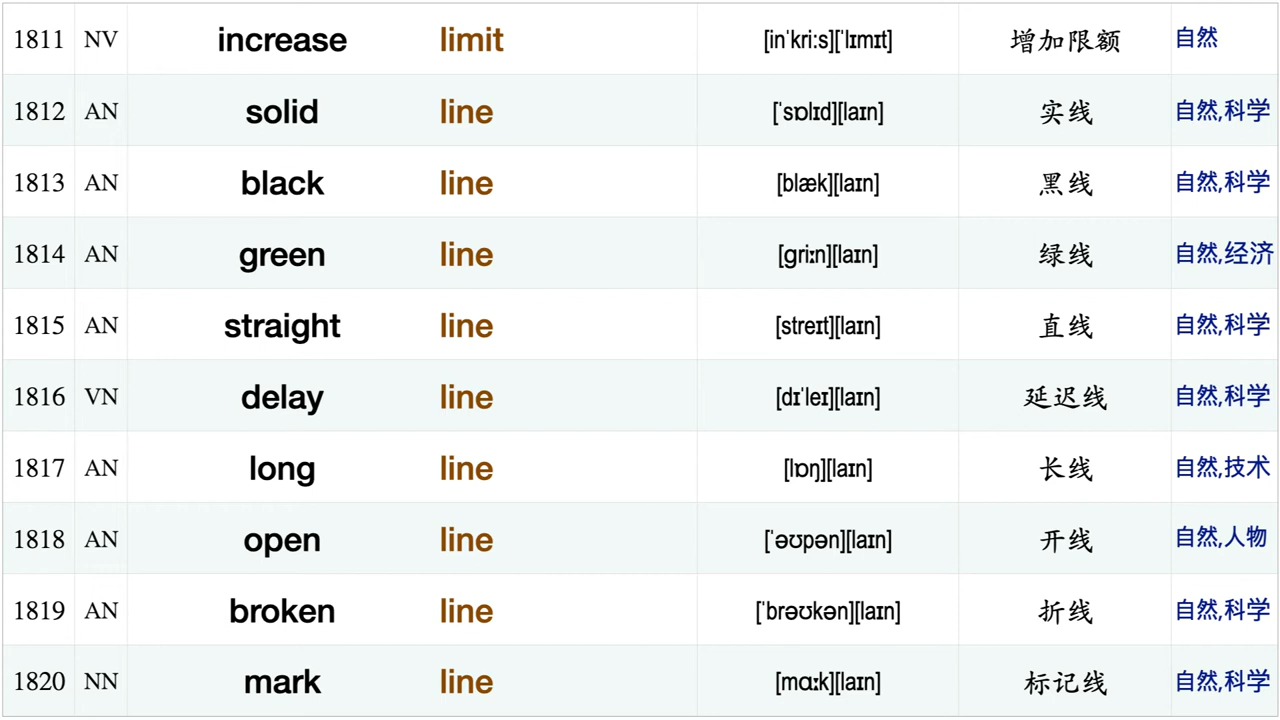 1811 NV increase limit [inˈkriːs][ˈlɪmɪt] 增加限额 自然
1812 AN solid line [ˈsɒlɪd][laɪn] 实线 自然,科学
1813 AN black line [blæk][laɪn] 黑线 自然,科学
1814 AN green line [ɡriːn][laɪn] 绿线 自然,经济
1815 AN straight line [streɪt][laɪn] 直线 自然,科学
1816 VN delay line [dɪˈleɪ][laɪn] 延迟线 自然,科学
1817 AN long line [lɒŋ][laɪn] 长线 自然,技术
1818 AN open line [ˈəʊpən][laɪn] 开线 自然,人物
1819 AN broken line [ˈbrəʊkən][laɪn] 折线 自然,科学
1820 NN mark line [mɑːk][laɪn] 标记线 自然,科学